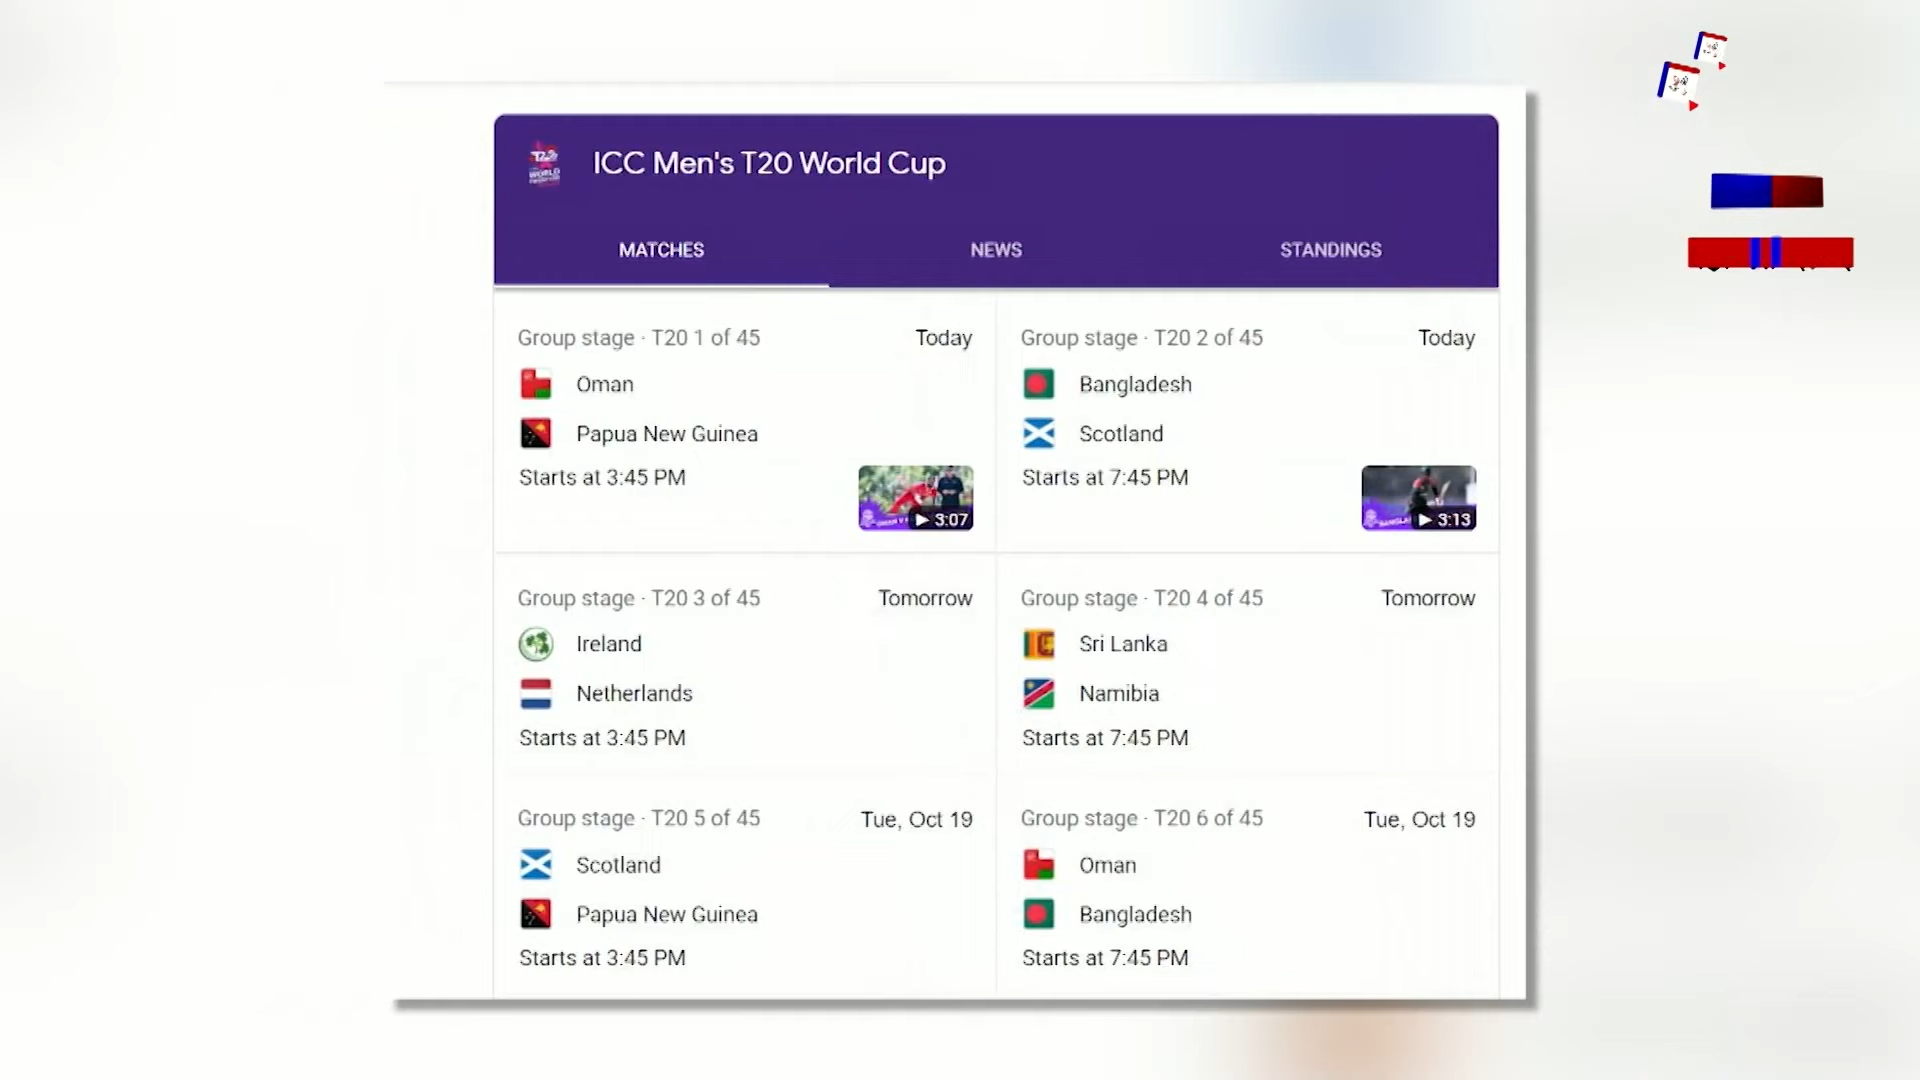 ICC Men's T20 World Cup
MATCHES
NEWS
STANDINGS
Group stage · T20 1 of 45
Today
Oman
Papua New Guinea
Starts at 3:45 PM
3:07
Group stage · T20 2 of 45
Today
Bangladesh
Scotland
Starts at 7:45 PM
3:13
Group stage · T20 3 of 45
Tomorrow
Ireland
Netherlands
Starts at 3:45 PM
Group stage · T20 4 of 45
Tomorrow
Sri Lanka
Namibia
Starts at 7:45 PM
Group stage · T20 5 of 45
Tue, Oct 19
Scotland
Papua New Guinea
Starts at 3:45 PM
Group stage · T20 6 of 45
Tue, Oct 19
Oman
Bangladesh
Starts at 7:45 PM